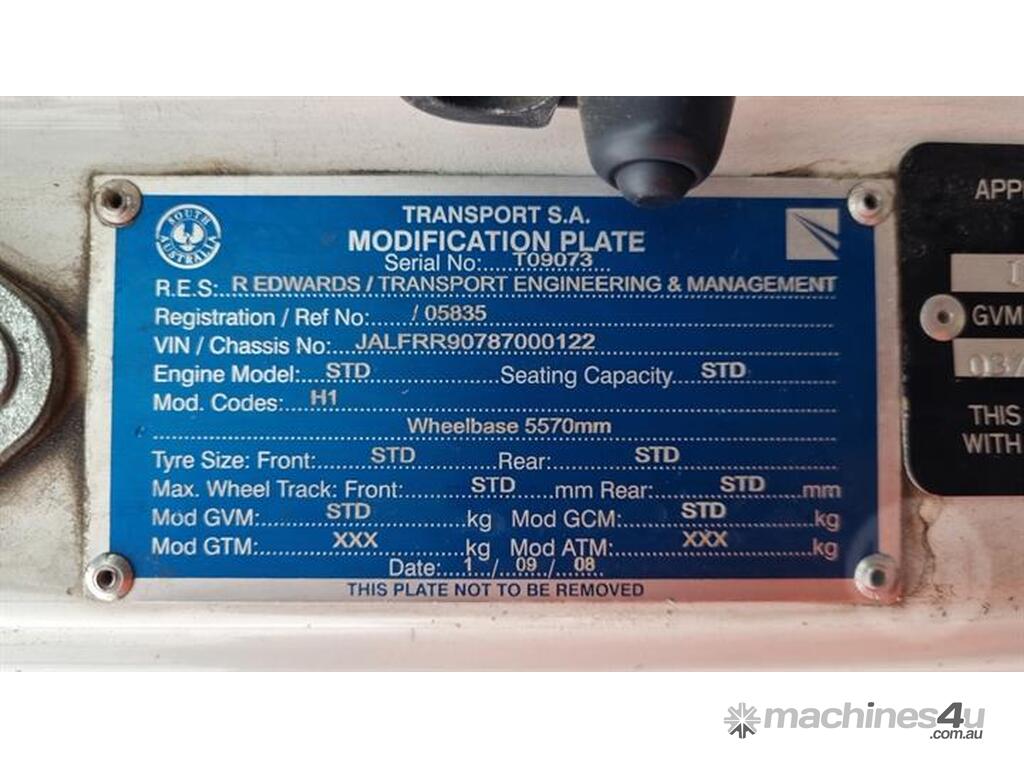 SOUTH AUSTRALIA
TRANSPORT S.A.
MODIFICATION PLATE
Serial No:.....T09073...
R.E.S: R EDWARDS / TRANSPORT ENGINEERING & MANAGEMENT
Registration / Ref No: / 05835
VIN / Chassis No: JALFRR90787000122
Engine Model: STD Seating Capacity STD
Mod. Codes: H1
Wheelbase 5570mm
Tyre Size: Front: STD Rear: STD
Max. Wheel Track: Front: STD mm Rear: STD mm
Mod GVM: STD kg Mod GCM: STD kg
Mod GTM: XXX kg Mod ATM: XXX kg
Date: 1 / 09 / 08
THIS PLATE NOT TO BE REMOVED
APP
GVM
03/
THIS
WITH
machines4u
.com.au